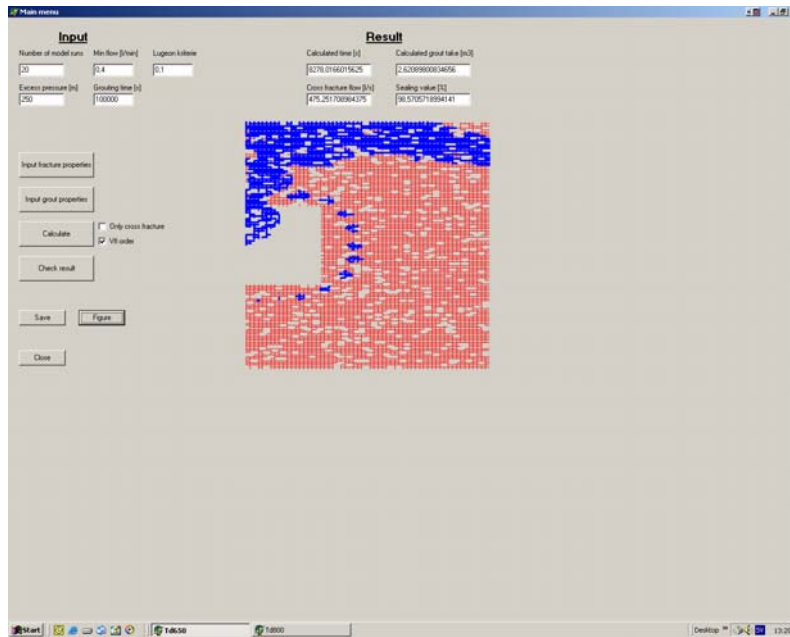 Main menu
Input
Result
Number of model runs Min flow [l/min] Lugeon kriterie
Calculated time [s] Calculated grout take [m3]
20 0,4 0,1
8278,0166015625 2,62089800834656
Excess pressure [m] Grouting time [s]
Cross fracture flow [l/s] Sealing value [%]
250 100000
475,251708984375 98,5705718994141
Input fracture properties
Input grout properties
Calculate
Only cross fracture
VR order
Check result
Save Figure
Close
Start Td650 Td800 Desktop SV